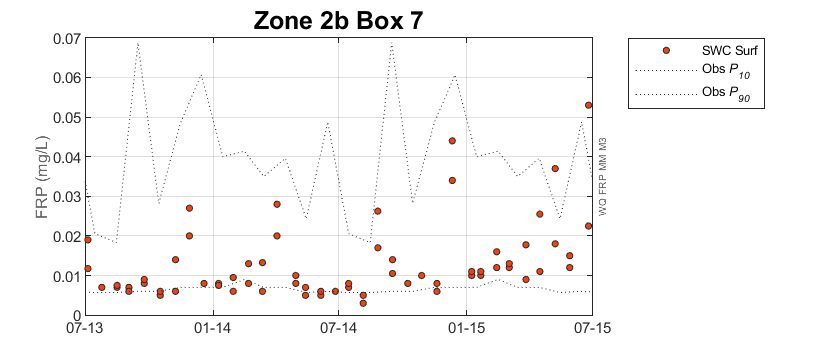 Zone 2b Box 7
0.07
0.06
0.05
0.04
0.03
0.02
0.01
0
FRP (mg/L)
07-13
01-14
07-14
01-15
07-15
SWC Surf
Obs P10
Obs P90
WQ FRP MM M3